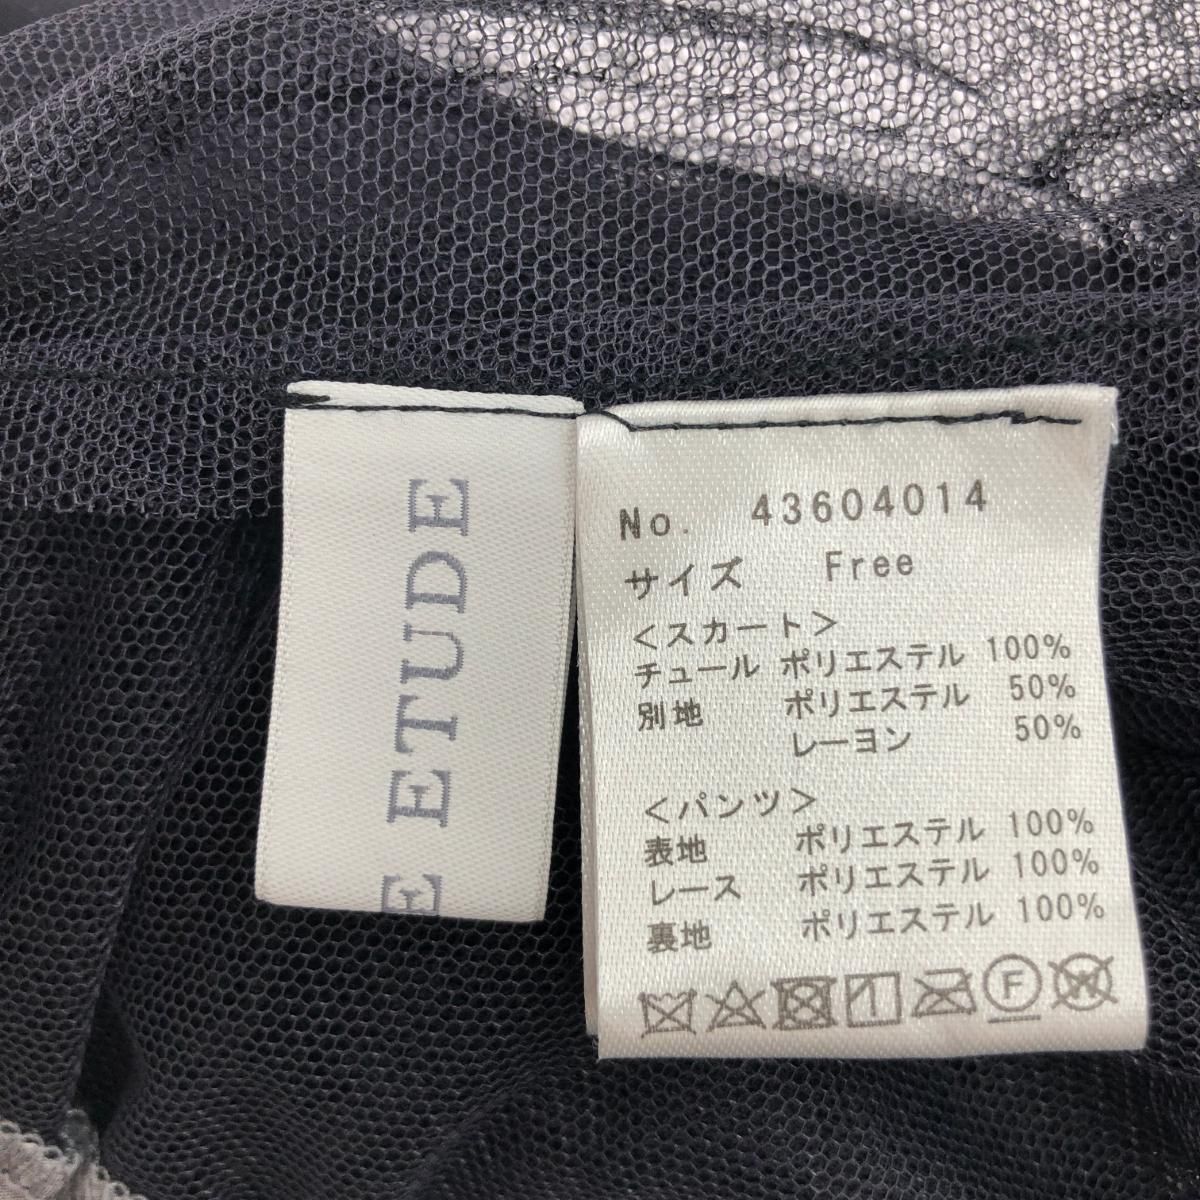 E ETUDE
No. 43604014
サイズ Free
<スカート>
チュール ポリエステル 100%
別地 ポリエステル 50%
レーヨン 50%
<パンツ>
表地 ポリエステル 100%
レース ポリエステル 100%
裏地 ポリエステル 100%
F
W